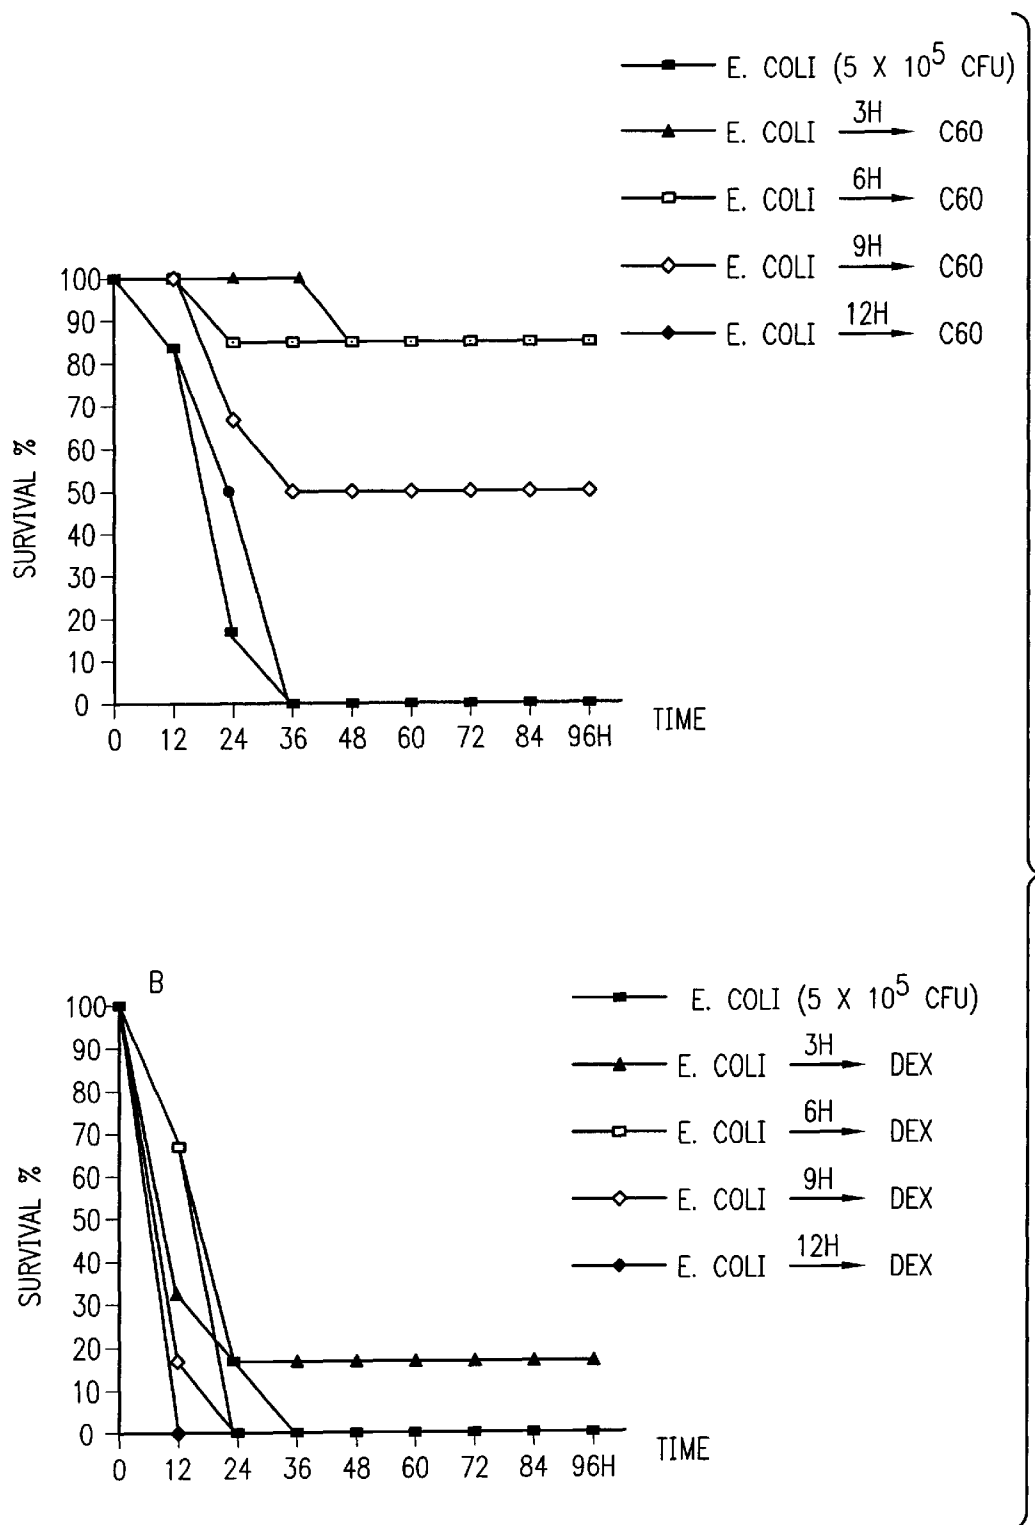 E. COLI (5 X 10^5 CFU)
E. COLI 3H C60
E. COLI 6H C60
E. COLI 9H C60
E. COLI 12H C60
SURVIVAL %
100
90
80
70
60
50
40
30
20
10
0
0 12 24 36 48 60 72 84 96H
TIME
B
E. COLI (5 X 10^5 CFU)
E. COLI 3H DEX
E. COLI 6H DEX
E. COLI 9H DEX
E. COLI 12H DEX
SURVIVAL %
100
90
80
70
60
50
40
30
20
10
0
0 12 24 36 48 60 72 84 96H
TIME